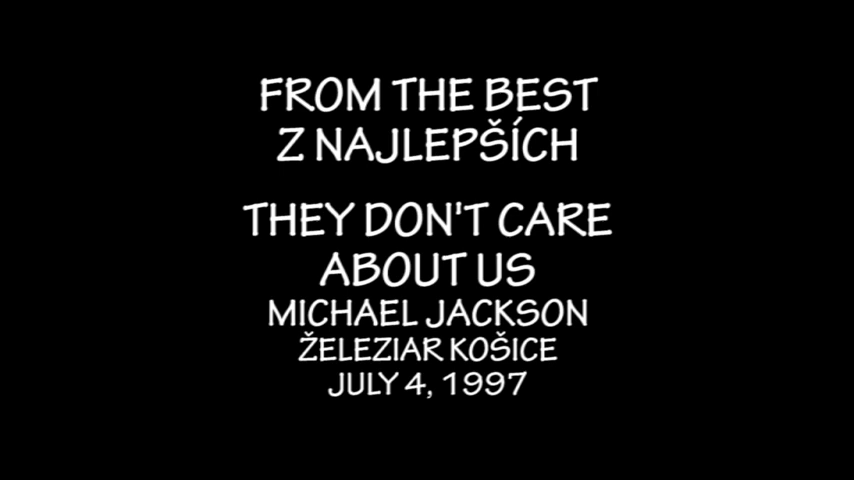 FROM THE BEST
Z NAJLEPŠÍCH
THEY DON'T CARE
ABOUT US
MICHAEL JACKSON
ŽELEZIAR KOŠICE
JULY 4, 1997